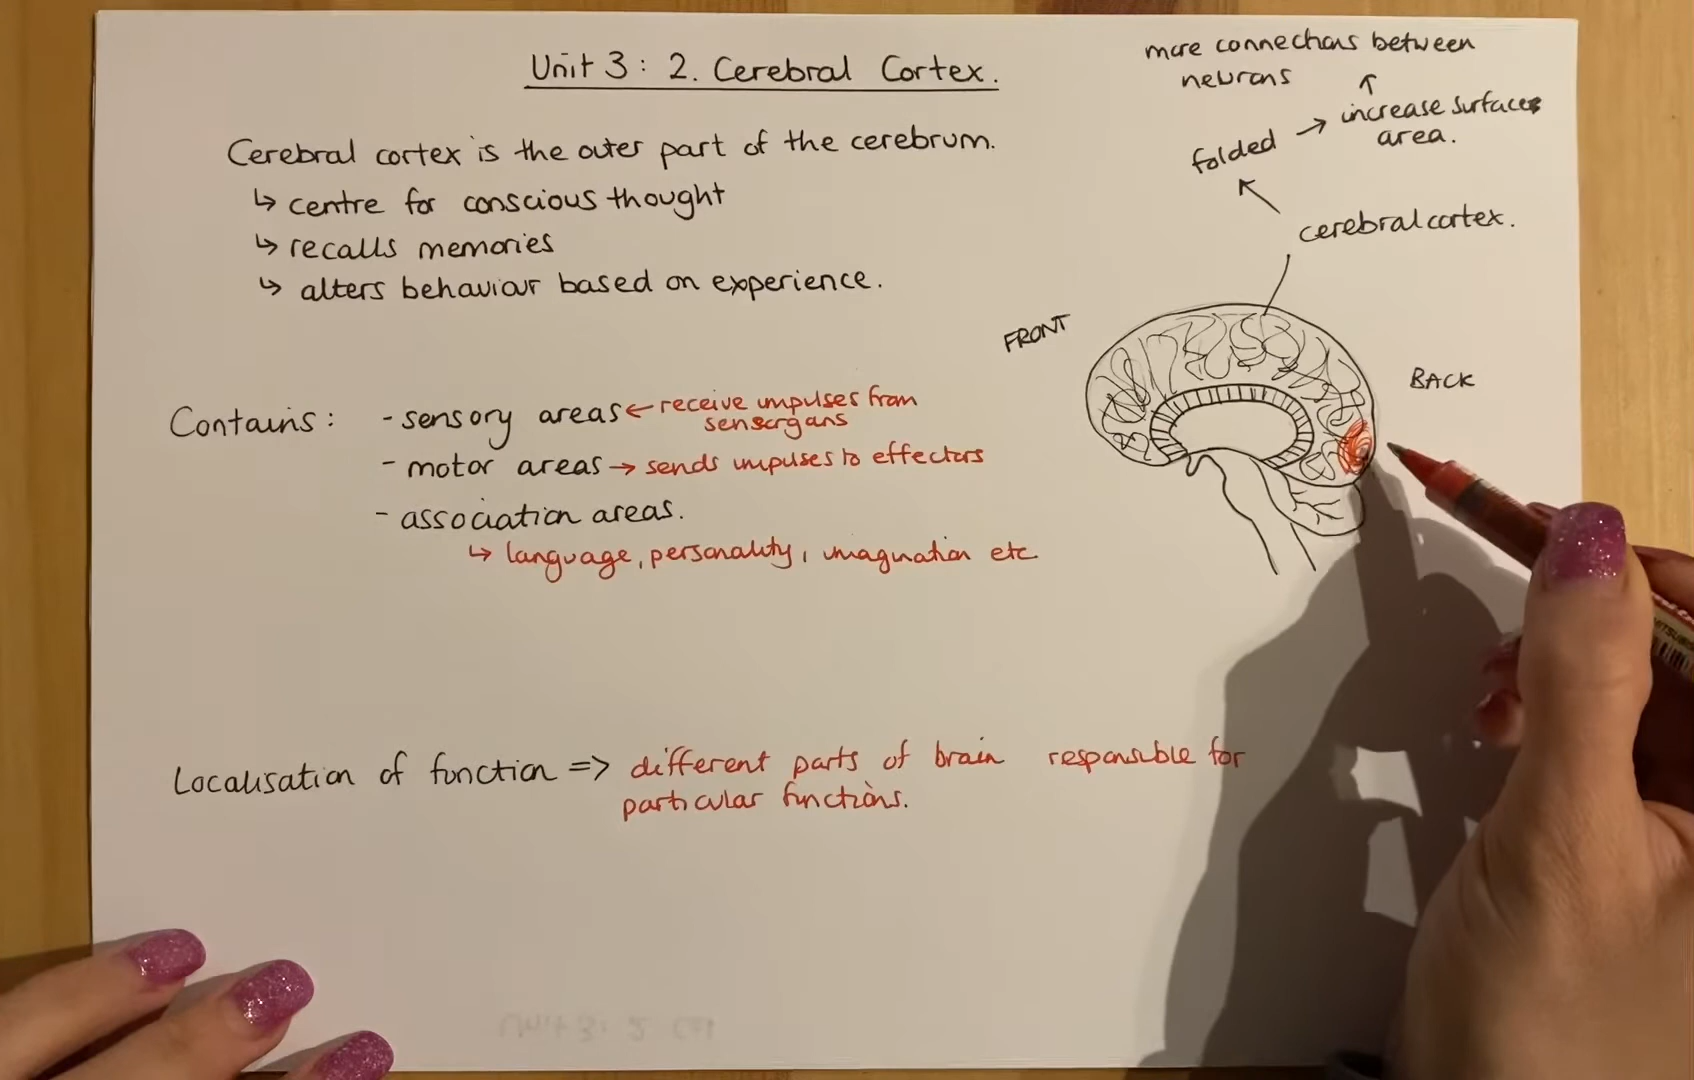 Unit 3 : 2. Cerebral Cortex.
Cerebral cortex is the outer part of the cerebrum.
↳ centre for conscious thought
↳ recalls memories
↳ alters behaviour based on experience.
more connections between
neurons
↑
folded → increase surface
area.
↖
cerebral cortex.
FRONT
BACK
Contains : - sensory areas ← receive impulses from
sense organs
- motor areas → sends impulses to effectors
- association areas.
↳ language, personality, imagination etc
Localisation of function => different parts of brain responsible for
particular functions.